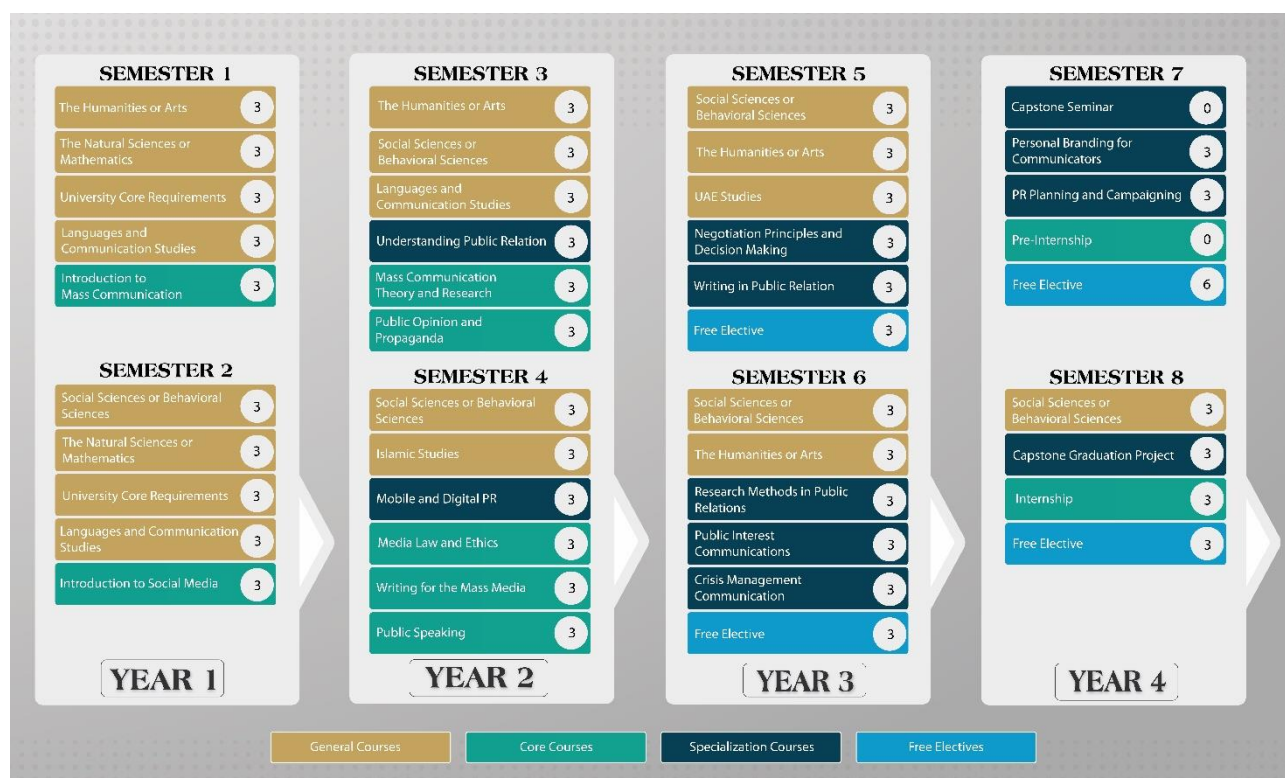 SEMESTER 1
The Humanities or Arts
3
The Natural Sciences or
Mathematics
3
University Core Requirements
3
Languages and
Communication Studies
3
Introduction to
Mass Communication
3
SEMESTER 2
Social Sciences or Behavioral
Sciences
3
The Natural Sciences or
Mathematics
3
University Core Requirements
3
Languages and Communication
Studies
3
Introduction to Social Media
3
YEAR 1
SEMESTER 3
The Humanities or Arts
3
Social Sciences or
Behavioral Sciences
3
Languages and
Communication Studies
3
Understanding Public Relation
3
Mass Communication
Theory and Research
3
Public Opinion and
Propaganda
3
SEMESTER 4
Social Sciences or Behavioral
Sciences
3
Islamic Studies
3
Mobile and Digital PR
3
Media Law and Ethics
3
Writing for the Mass Media
3
Public Speaking
3
YEAR 2
SEMESTER 5
Social Sciences or
Behavioral Sciences
3
The Humanities or Arts
3
UAE Studies
3
Negotiation Principles and
Decision Making
3
Writing in Public Relation
3
Free Elective
3
SEMESTER 6
Social Sciences or
Behavioral Sciences
3
The Humanities or Arts
3
Research Methods in Public
Relations
3
Public Interest
Communications
3
Crisis Management
Communication
3
Free Elective
3
YEAR 3
SEMESTER 7
Capstone Seminar
0
Personal Branding for
Communicators
3
PR Planning and Campaigning
3
Pre-Internship
0
Free Elective
6
SEMESTER 8
Social Sciences or
Behavioral Sciences
3
Capstone Graduation Project
3
Internship
3
Free Elective
3
YEAR 4
General Courses
Core Courses
Specialization Courses
Free Electives